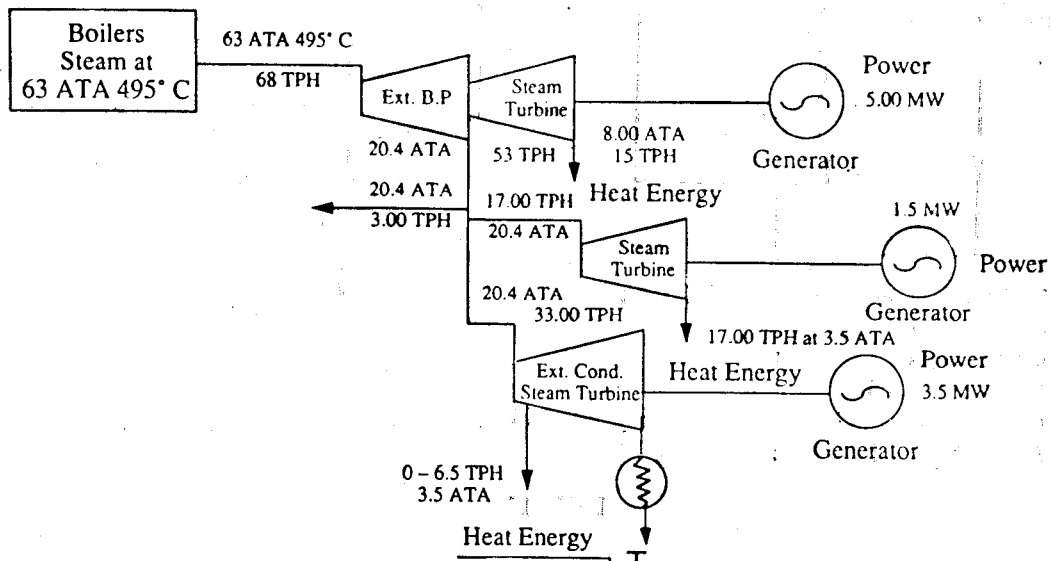 Boilers
Steam at
63 ATA 495° C
63 ATA 495° C
68 TPH
Ext. B.P
Steam
Turbine
Power
5.00 MW
Generator
20.4 ATA
53 TPH
8.00 ATA
15 TPH
Heat Energy
20.4 ATA
3.00 TPH
17.00 TPH
20.4 ATA
Steam
Turbine
1.5 MW
Power
Generator
20.4 ATA
33.00 TPH
17.00 TPH at 3.5 ATA
Heat Energy
Ext. Cond.
Steam Turbine
Power
3.5 MW
Generator
0 – 6.5 TPH
3.5 ATA
Heat Energy